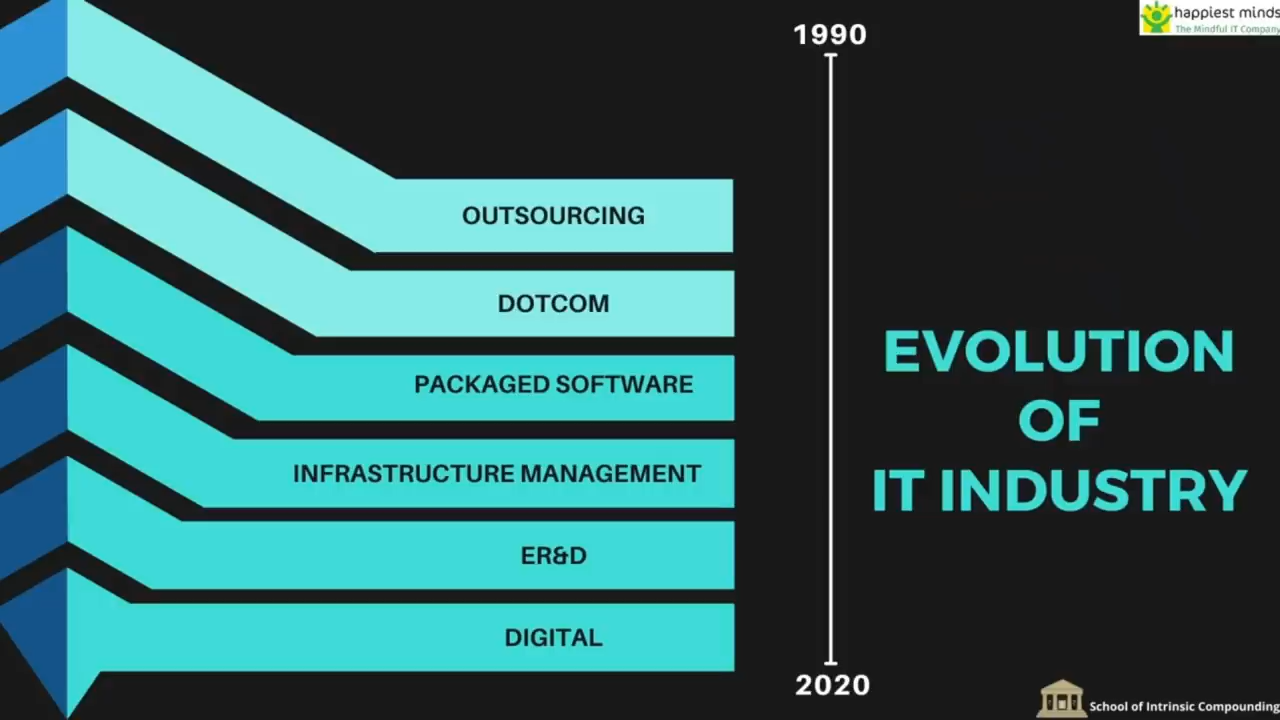 happiest minds
The Mindful IT Company
1990
OUTSOURCING
DOTCOM
PACKAGED SOFTWARE
INFRASTRUCTURE MANAGEMENT
ER&D
DIGITAL
2020
EVOLUTION
OF
IT INDUSTRY
School of Intrinsic Compounding